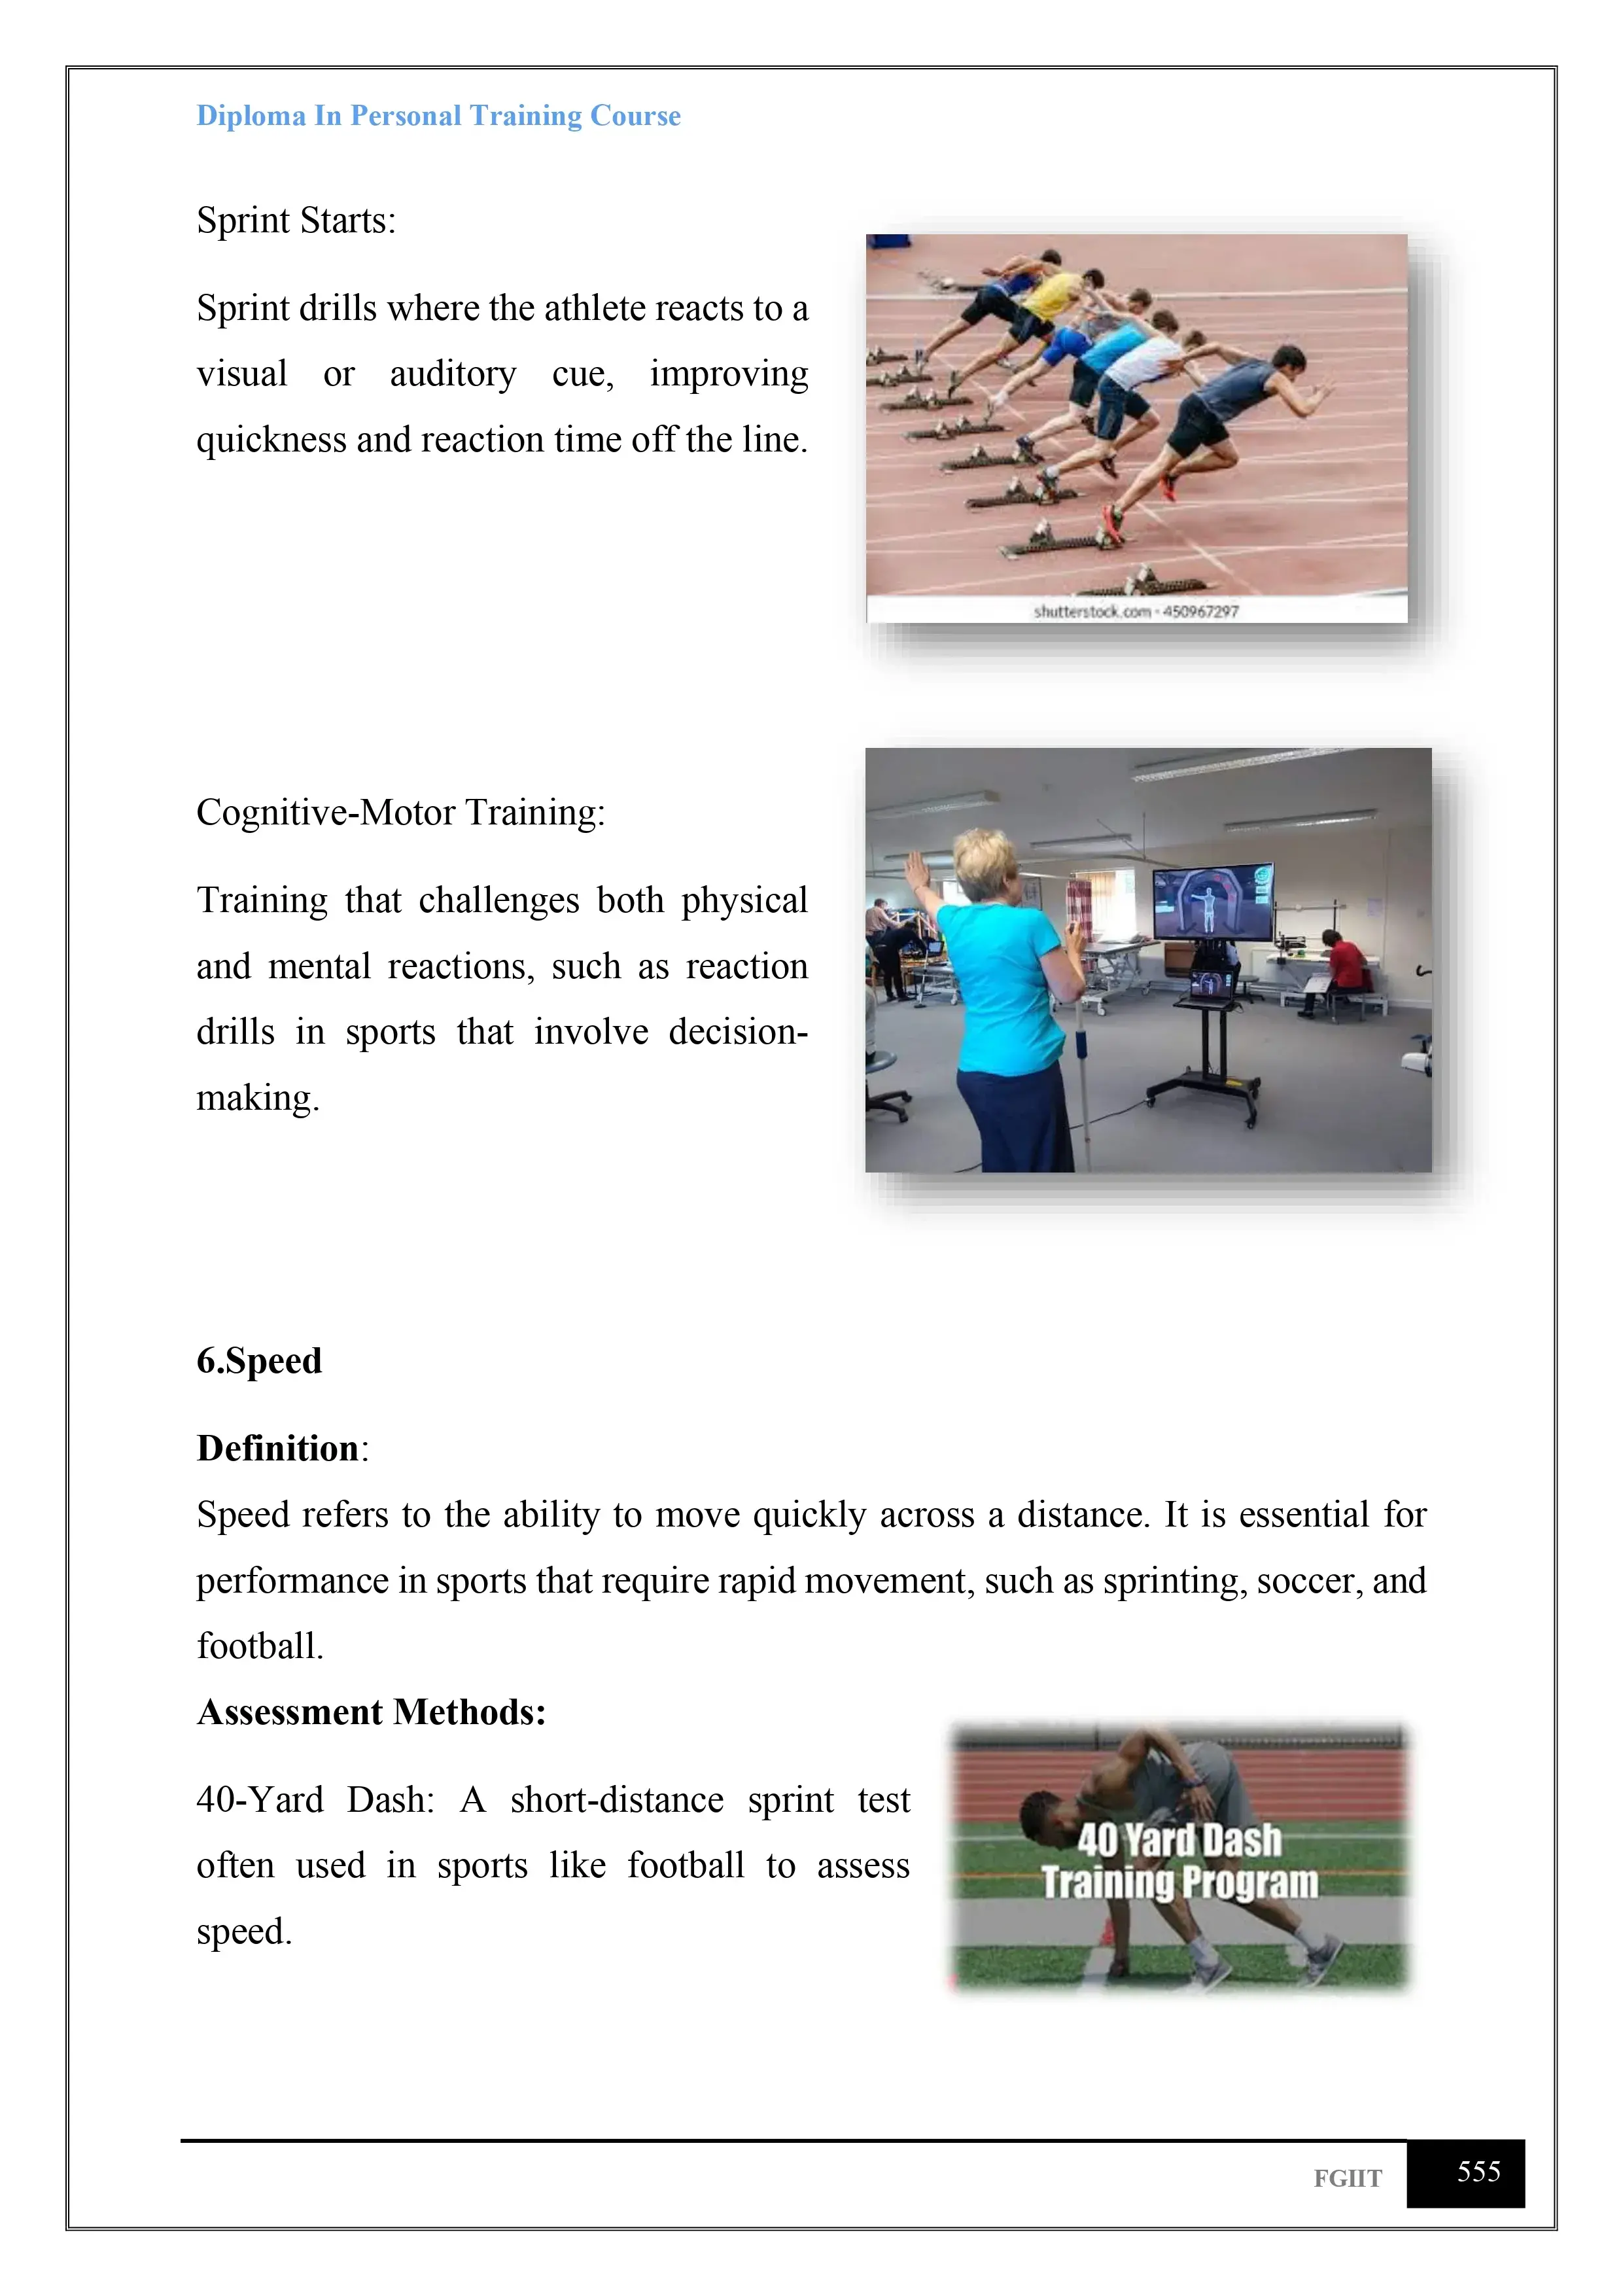 Diploma In Personal Training Course
Sprint Starts:
Sprint drills where the athlete reacts to a
visual or auditory cue, improving
quickness and reaction time off the line.
shutterstock.com · 450967297
Cognitive-Motor Training:
Training that challenges both physical
and mental reactions, such as reaction
drills in sports that involve decision-
making.
6.Speed
Definition:
Speed refers to the ability to move quickly across a distance. It is essential for
performance in sports that require rapid movement, such as sprinting, soccer, and
football.
Assessment Methods:
40-Yard Dash: A short-distance sprint test
often used in sports like football to assess
speed.
40 Yard Dash
Training Program
FGIIT
555